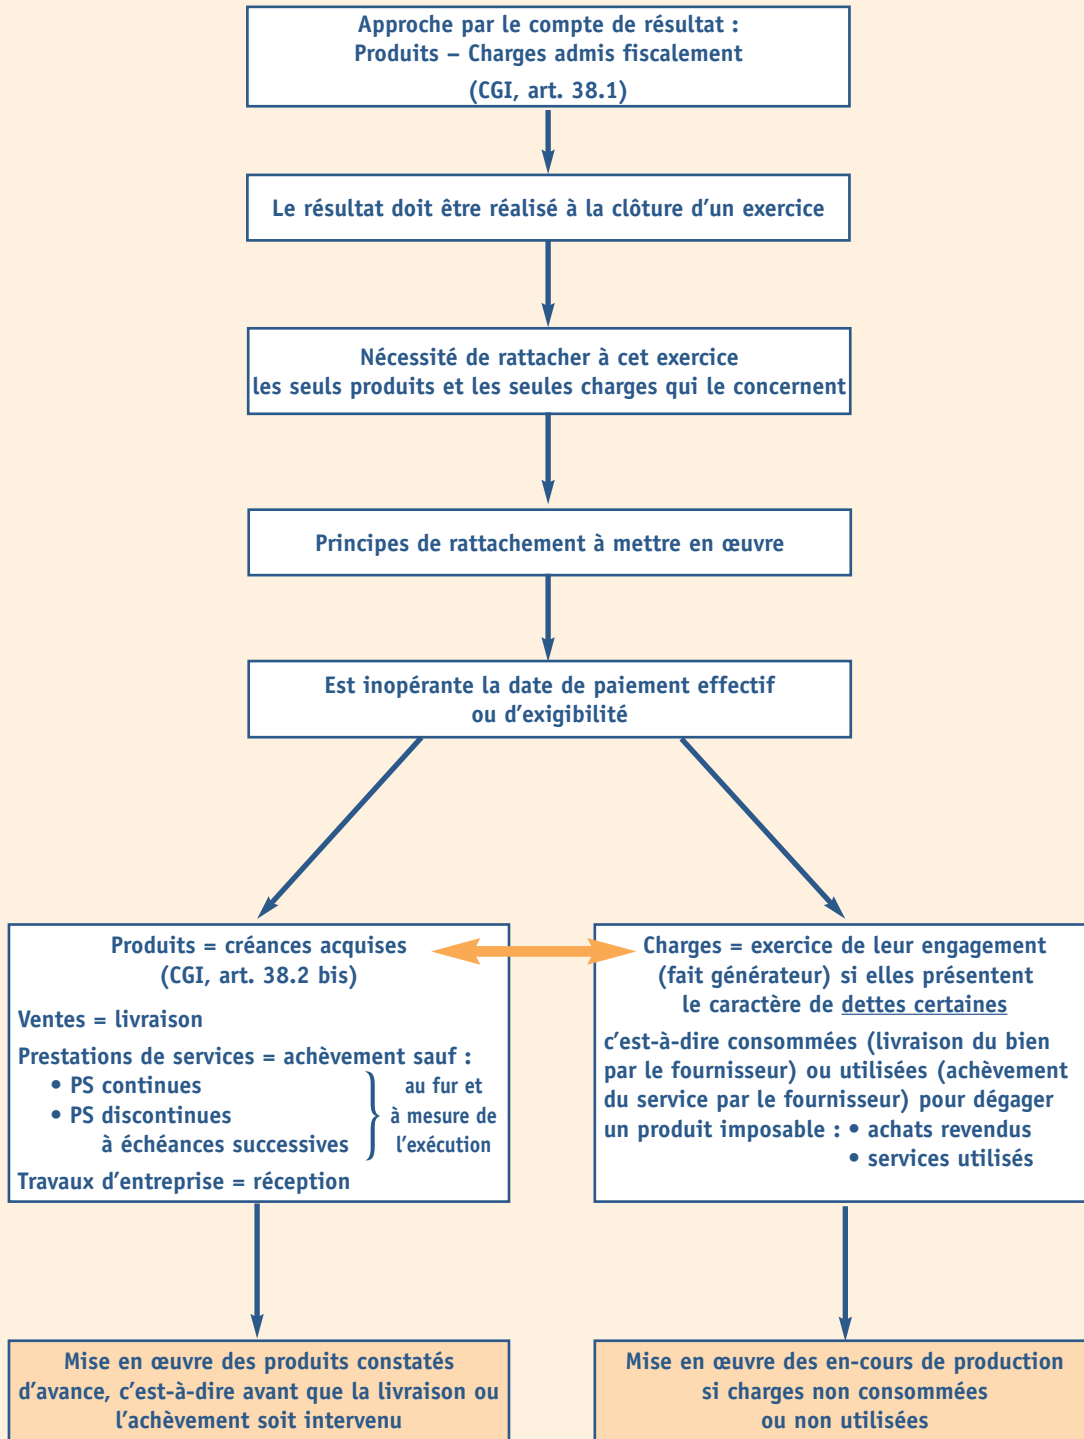 Approche par le compte de résultat :
Produits – Charges admis fiscalement
(CGI, art. 38.1)
Le résultat doit être réalisé à la clôture d'un exercice
Nécessité de rattacher à cet exercice
les seuls produits et les seules charges qui le concernent
Principes de rattachement à mettre en œuvre
Est inopérante la date de paiement effectif
ou d'exigibilité
Produits = créances acquises
(CGI, art. 38.2 bis)
Ventes = livraison
Prestations de services = achèvement sauf :
• PS continues
• PS discontinues
à échéances successives
au fur et
à mesure de
l'exécution
Travaux d'entreprise = réception
Charges = exercice de leur engagement
(fait générateur) si elles présentent
le caractère de dettes certaines
c'est-à-dire consommées (livraison du bien
par le fournisseur) ou utilisées (achèvement
du service par le fournisseur) pour dégager
un produit imposable : • achats revendus
• services utilisés
Mise en œuvre des produits constatés
d'avance, c'est-à-dire avant que la livraison ou
l'achèvement soit intervenu
Mise en œuvre des en-cours de production
si charges non consommées
ou non utilisées